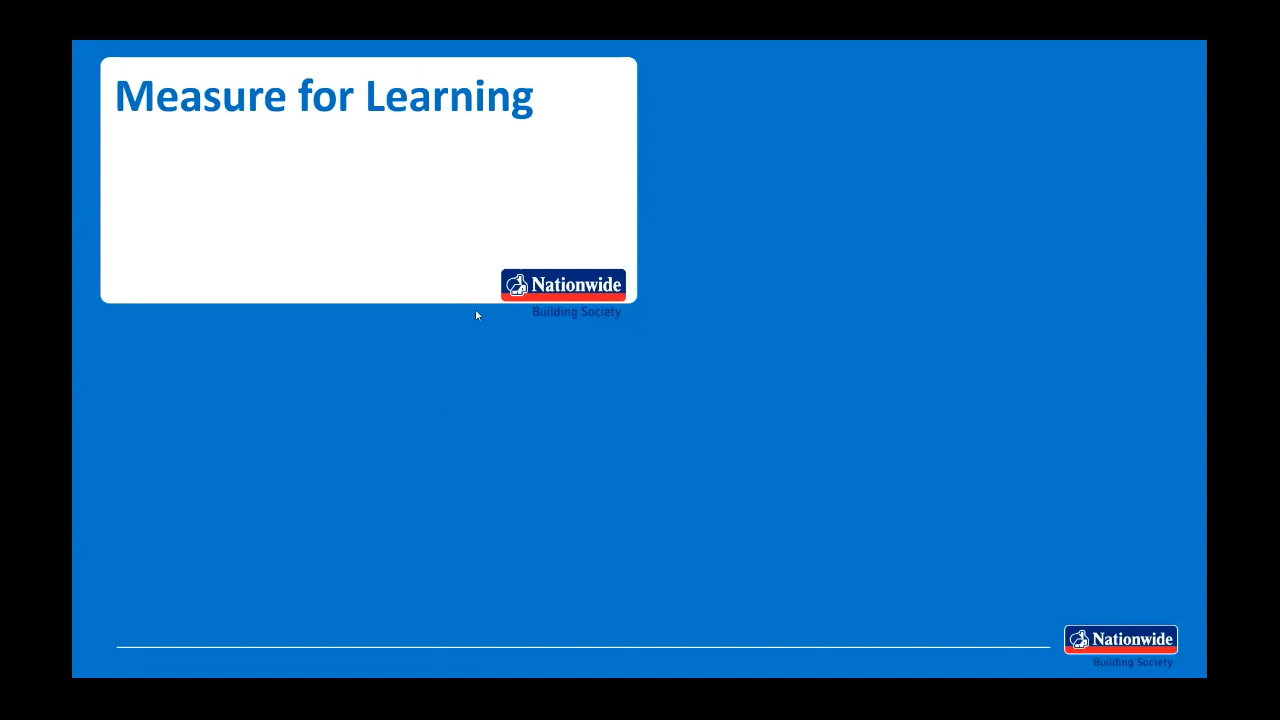 Measure for Learning
Nationwide
Building Society
Nationwide
Building Society